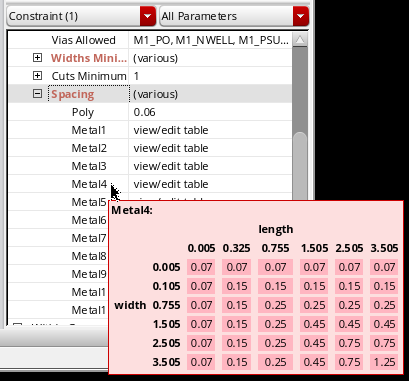 Constraint (1) All Parameters
Vias Allowed M1_PO, M1_NWELL, M1_PSU...
Widths Mini... (various)
Cuts Minimum 1
Spacing (various)
Poly 0.06
Metal1 view/edit table
Metal2 view/edit table
Metal3 view/edit table
Metal4 view/edit table
Metal5
Metal6
Metal7
Metal8
Metal9
Metal1
Metal1
Metal4:
length
0.005 0.325 0.755 1.505 2.505 3.505
0.005 0.07 0.07 0.07 0.07 0.07 0.07
0.105 0.07 0.15 0.15 0.15 0.15 0.15
width 0.755 0.07 0.15 0.25 0.25 0.25 0.25
1.505 0.07 0.15 0.25 0.45 0.45 0.45
2.505 0.07 0.15 0.25 0.45 0.75 0.75
3.505 0.07 0.15 0.25 0.45 0.75 1.25